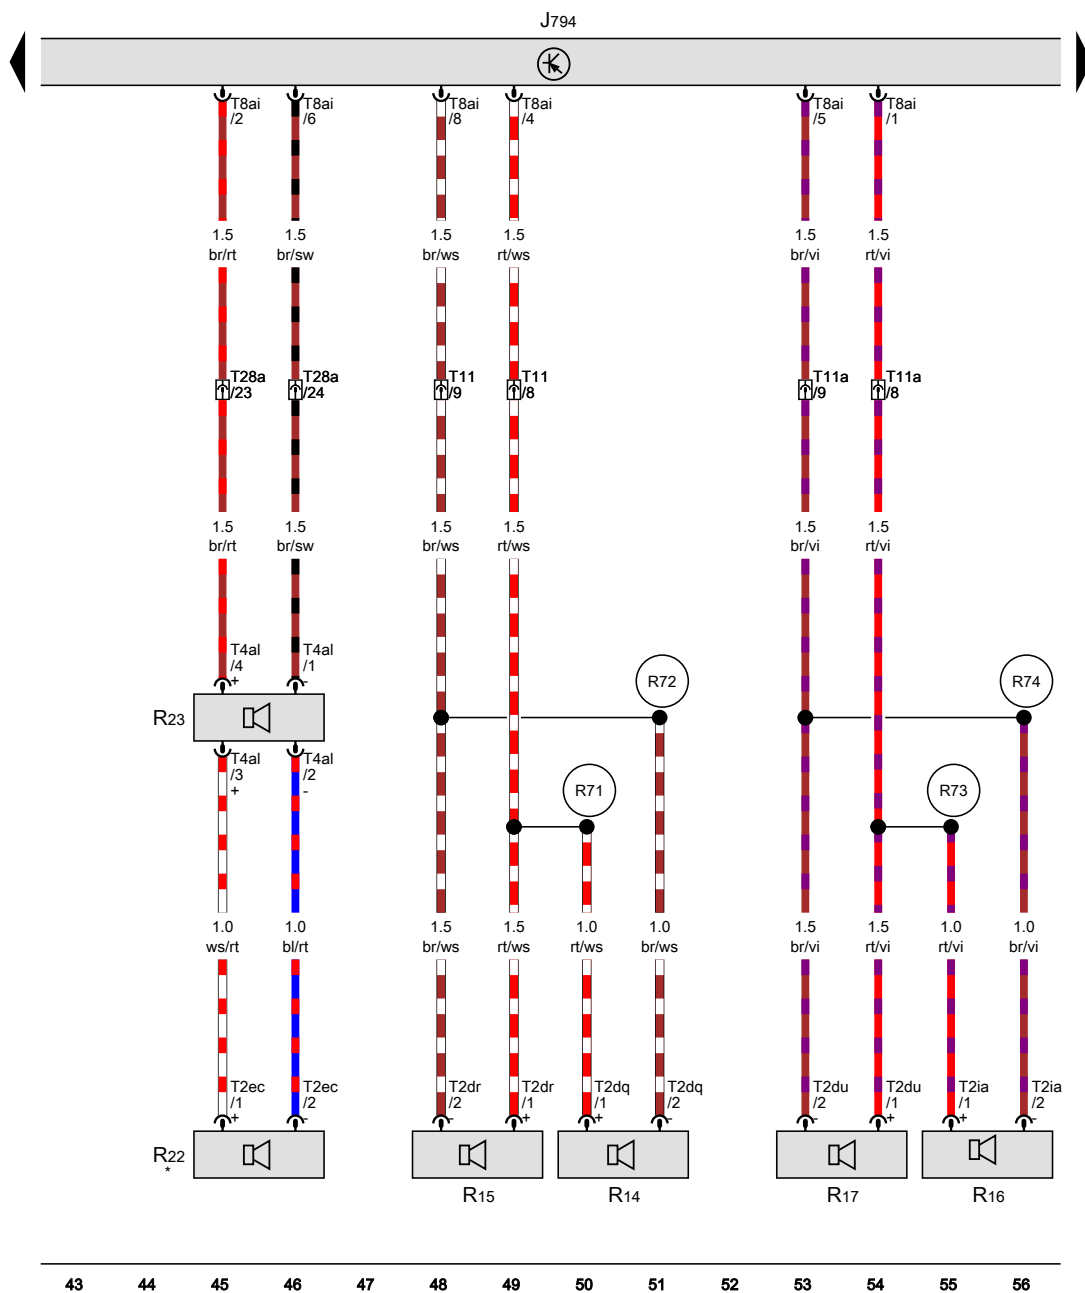 J794
T8ai T8ai T8ai T8ai T8ai T8ai
/2 /6 /8 /4 /5 /1
1.5 1.5 1.5 1.5 1.5 1.5
br/rt br/sw br/ws rt/ws br/vi rt/vi
T28a T28a T11 T11 T11a T11a
/23 /24 /9 /8 /9 /8
1.5 1.5 1.5 1.5 1.5 1.5
br/rt br/sw br/ws rt/ws br/vi rt/vi
T4al T4al
/4 /1
+ -
R72 R74
R23
T4al T4al
/3 /2
+ -
R71 R73
1.0 1.0 1.5 1.5 1.0 1.0 1.5 1.5 1.0 1.0
ws/rt bl/rt br/ws rt/ws rt/ws br/ws br/vi rt/vi rt/vi br/vi
T2ec T2ec T2dr T2dr T2dq T2dq T2du T2du T2ia T2ia
/1 /2 /2 /1 /1 /2 /2 /1 /1 /2
+ - - + + - - + + -
R22
*
R15 R14 R17 R16
43 44 45 46 47 48 49 50 51 52 53 54 55 56